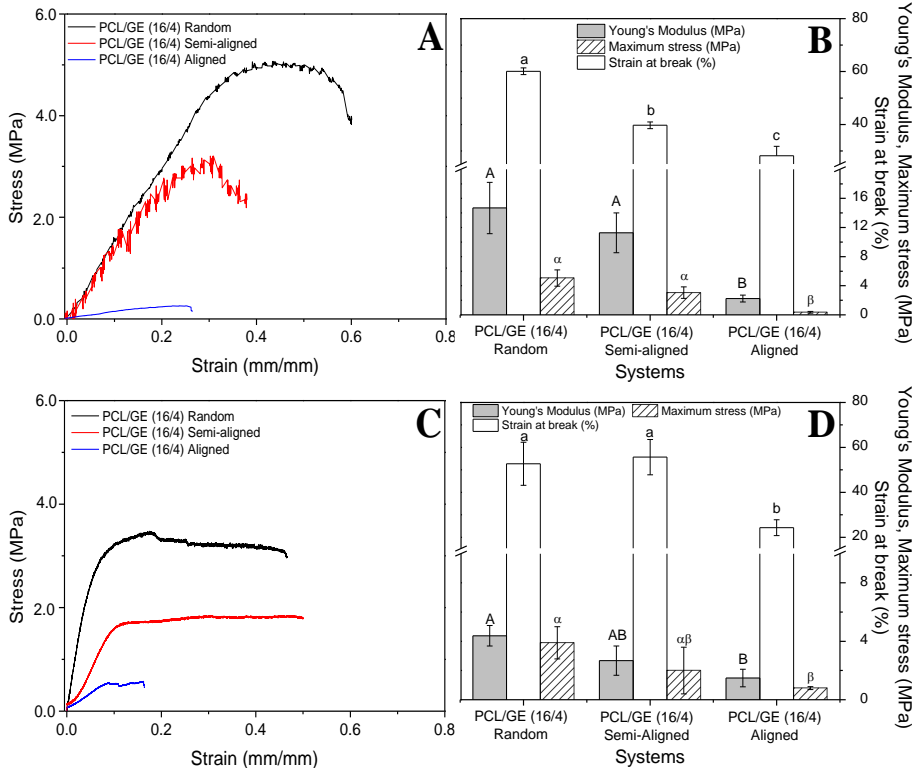 PCL/GE (16/4) Random
PCL/GE (16/4) Semi-aligned
PCL/GE (16/4) Aligned
A
6.0
4.0
2.0
0.0
Stress (MPa)
0.0
0.2
0.4
0.6
0.8
Strain (mm/mm)
Young's Modulus (MPa)
Maximum stress (MPa)
Strain at break (%)
B
a
b
c
A
A
B
α
α
β
80
60
40
16
12
8
4
0
Young's Modulus, Maximum stress (MPa)
Strain at break (%)
PCL/GE (16/4)
Random
PCL/GE (16/4)
Semi-aligned
PCL/GE (16/4)
Aligned
Systems
PCL/GE (16/4) Random
PCL/GE (16/4) Semi-aligned
PCL/GE (16/4) Aligned
C
6.0
4.0
2.0
0.0
Stress (MPa)
0.0
0.2
0.4
0.6
0.8
Strain (mm/mm)
Young's Modulus (MPa)
Maximum stress (MPa)
Strain at break (%)
D
a
a
b
A
AB
B
α
αβ
β
80
60
40
20
8
4
0
Young's Modulus, Maximum stress (MPa)
Strain at break (%)
PCL/GE (16/4)
Random
PCL/GE (16/4)
Semi-Aligned
PCL/GE (16/4)
Aligned
Systems